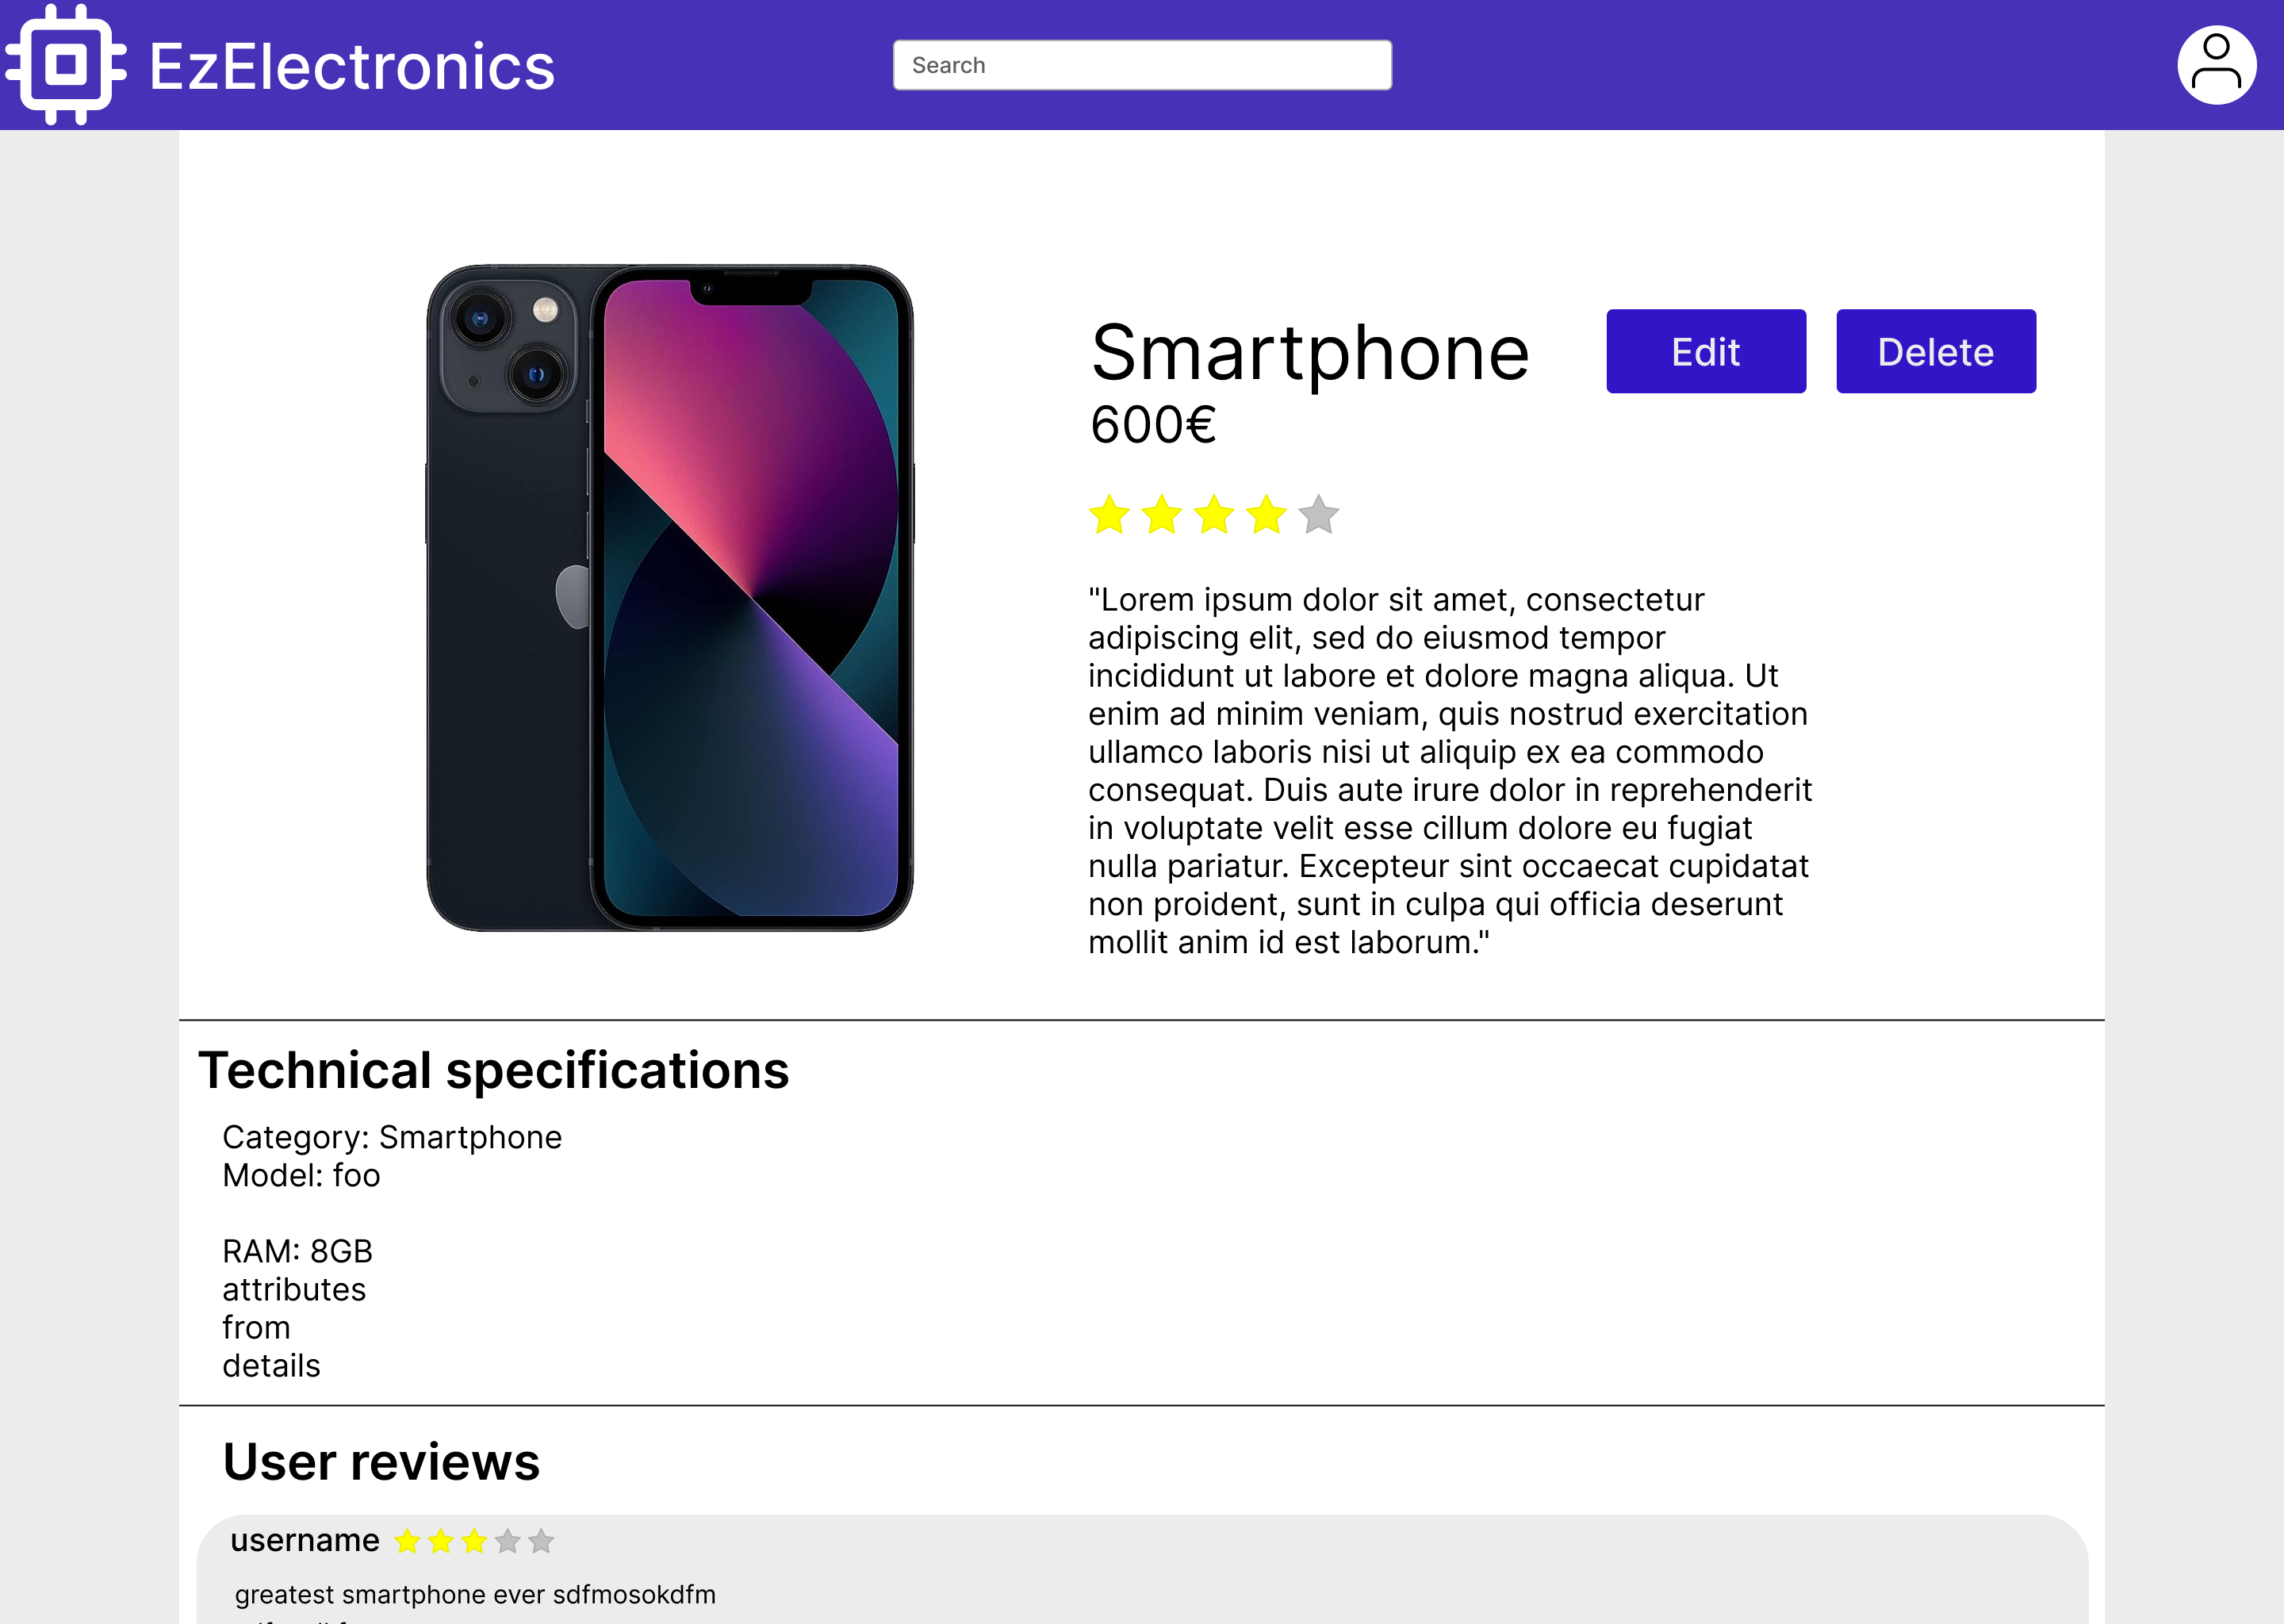 EzElectronics
Search
Smartphone
Edit
Delete
600€
"Lorem ipsum dolor sit amet, consectetur
adipiscing elit, sed do eiusmod tempor
incididunt ut labore et dolore magna aliqua. Ut
enim ad minim veniam, quis nostrud exercitation
ullamco laboris nisi ut aliquip ex ea commodo
consequat. Duis aute irure dolor in reprehenderit
in voluptate velit esse cillum dolore eu fugiat
nulla pariatur. Excepteur sint occaecat cupidatat
non proident, sunt in culpa qui officia deserunt
mollit anim id est laborum."
Technical specifications
Category: Smartphone
Model: foo
RAM: 8GB
attributes
from
details
User reviews
username
greatest smartphone ever sdfmosokdfm